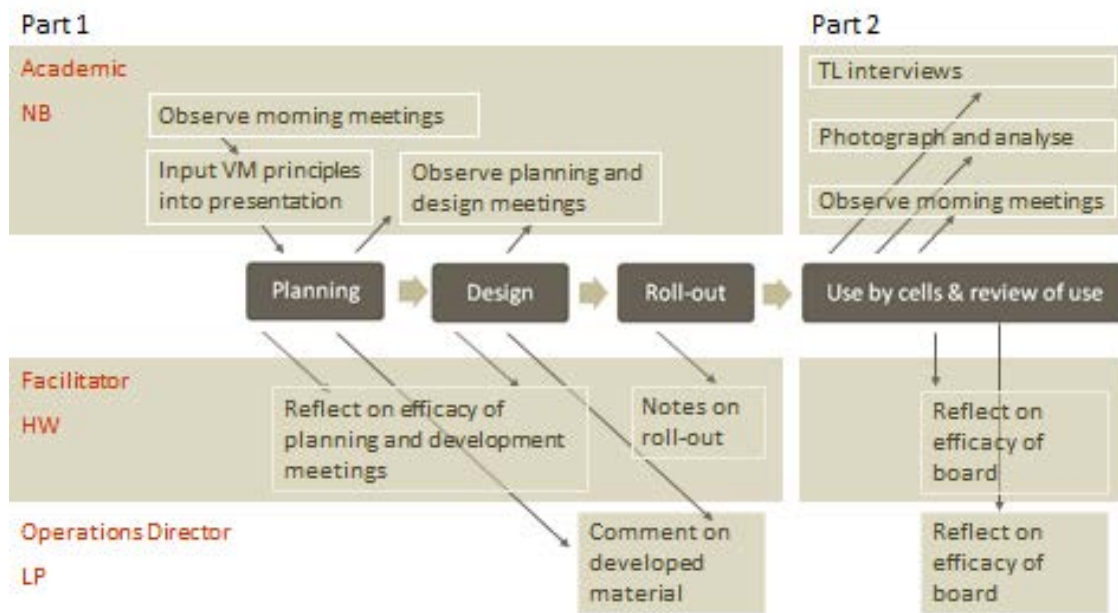 Part 1
Part 2
Academic
NB
Observe morning meetings
Input VM principles
into presentation
Observe planning and
design meetings
TL interviews
Photograph and analyse
Observe morning meetings
Planning
Design
Roll-out
Use by cells & review of use
Facilitator
HW
Reflect on efficacy of
planning and development
meetings
Notes on
roll-out
Reflect on
efficacy of
board
Operations Director
LP
Comment on
developed
material
Reflect on
efficacy of
board